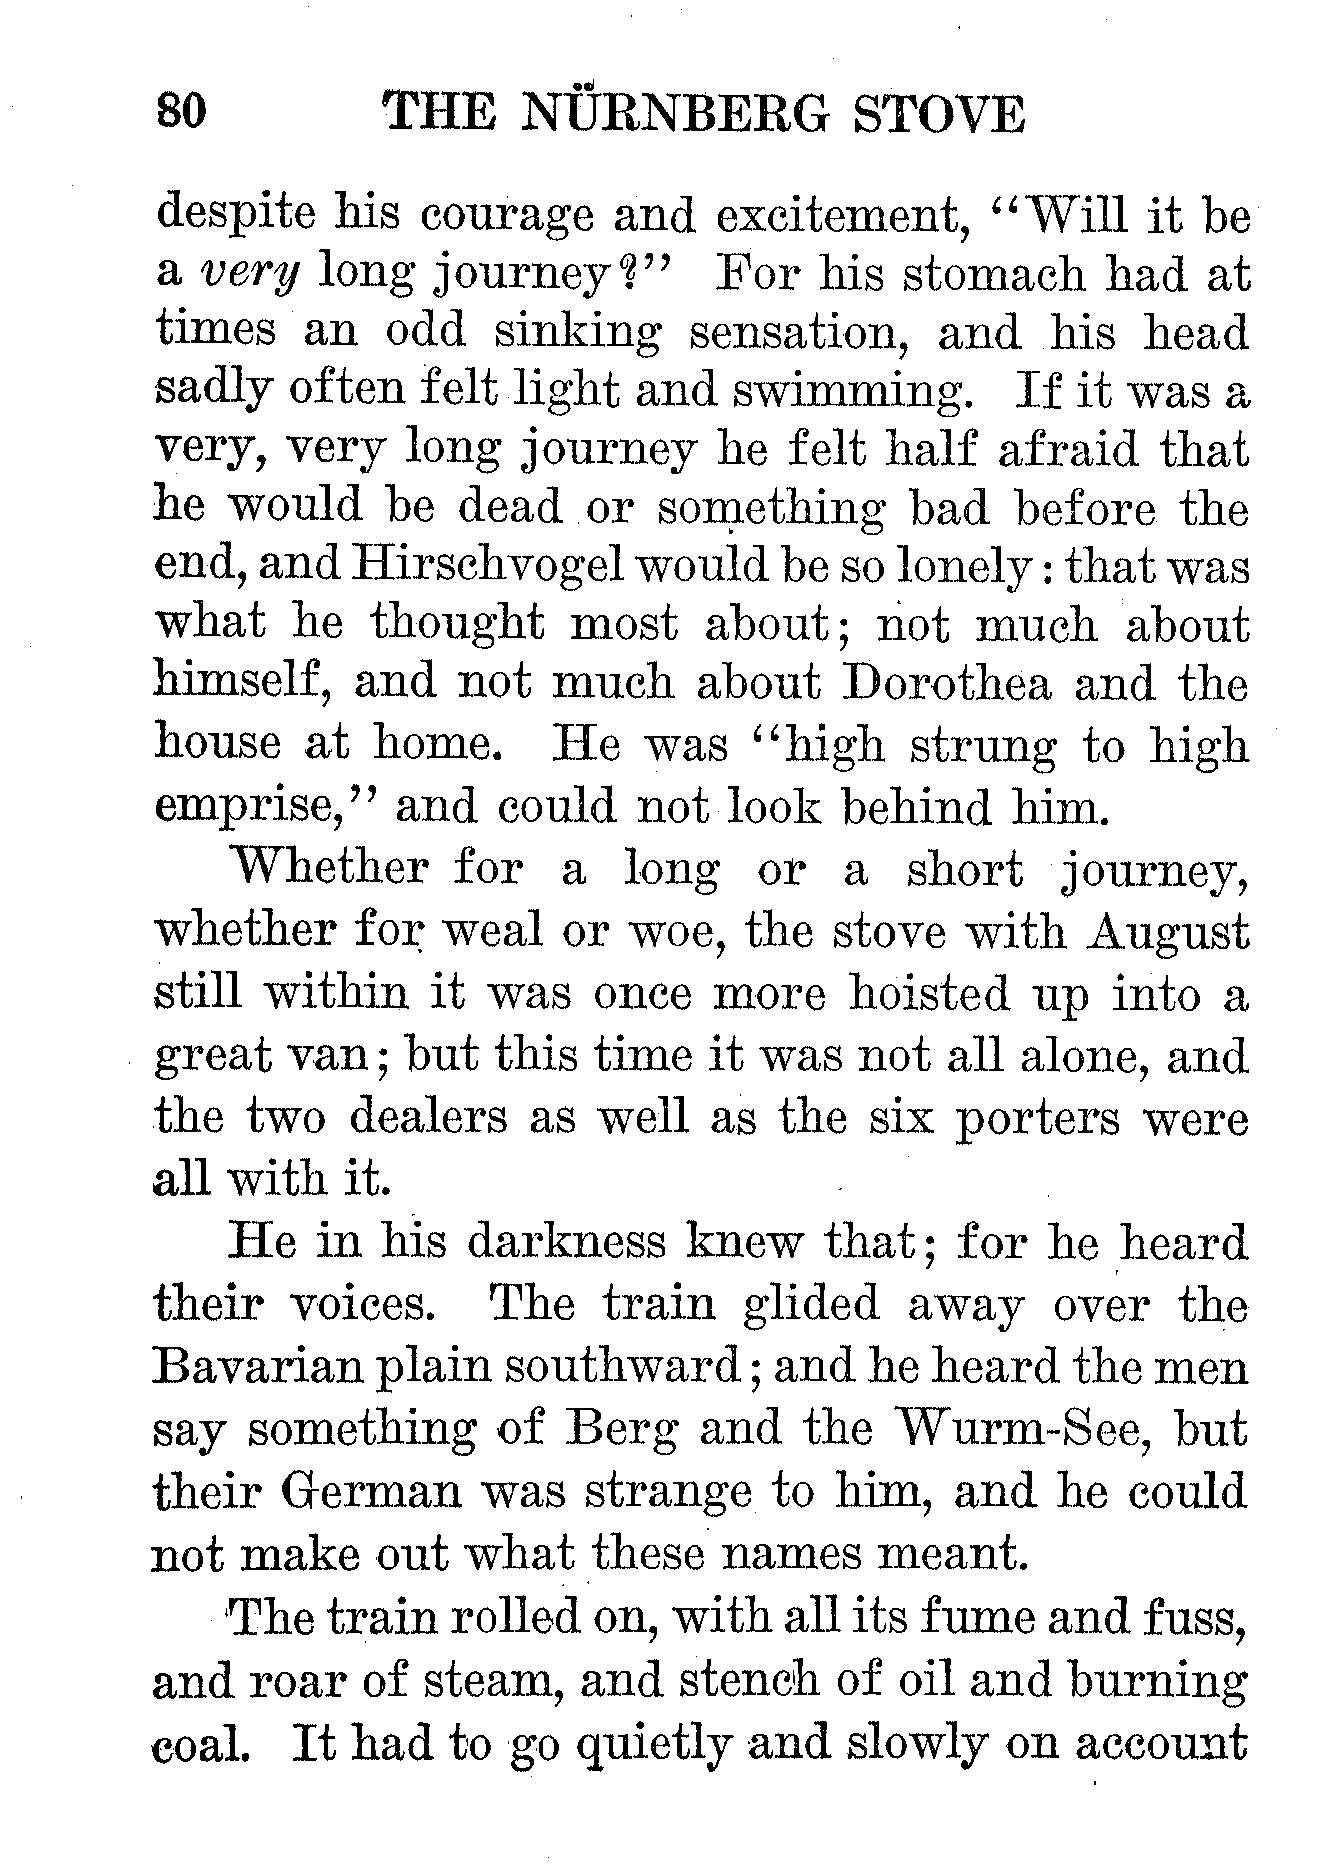 80 THE NÜRNBERG STOVE
despite his courage and excitement, "Will it be
a very long journey?" For his stomach had at
times an odd sinking sensation, and his head
sadly often felt light and swimming. If it was a
very, very long journey he felt half afraid that
he would be dead or something bad before the
end, and Hirschvogel would be so lonely: that was
what he thought most about; not much about
himself, and not much about Dorothea and the
house at home. He was "high strung to high
emprise," and could not look behind him.
Whether for a long or a short journey,
whether for weal or woe, the stove with August
still within it was once more hoisted up into a
great van; but this time it was not all alone, and
the two dealers as well as the six porters were
all with it.
He in his darkness knew that; for he heard
their voices. The train glided away over the
Bavarian plain southward; and he heard the men
say something of Berg and the Wurm-See, but
their German was strange to him, and he could
not make out what these names meant.
The train rolled on, with all its fume and fuss,
and roar of steam, and stench of oil and burning
coal. It had to go quietly and slowly on account